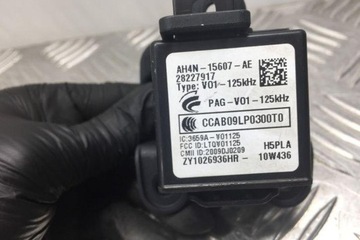 AH4N-15607-AE
28227917
Type: V01~125kHz
PAG-V01-125kHz
CCAB09LP0300T0
IC:3659A-V01125
FCC ID:LTQV01125
H5PLA
CMII ID:2009DJ0209
ZY1026936HR- 10W436